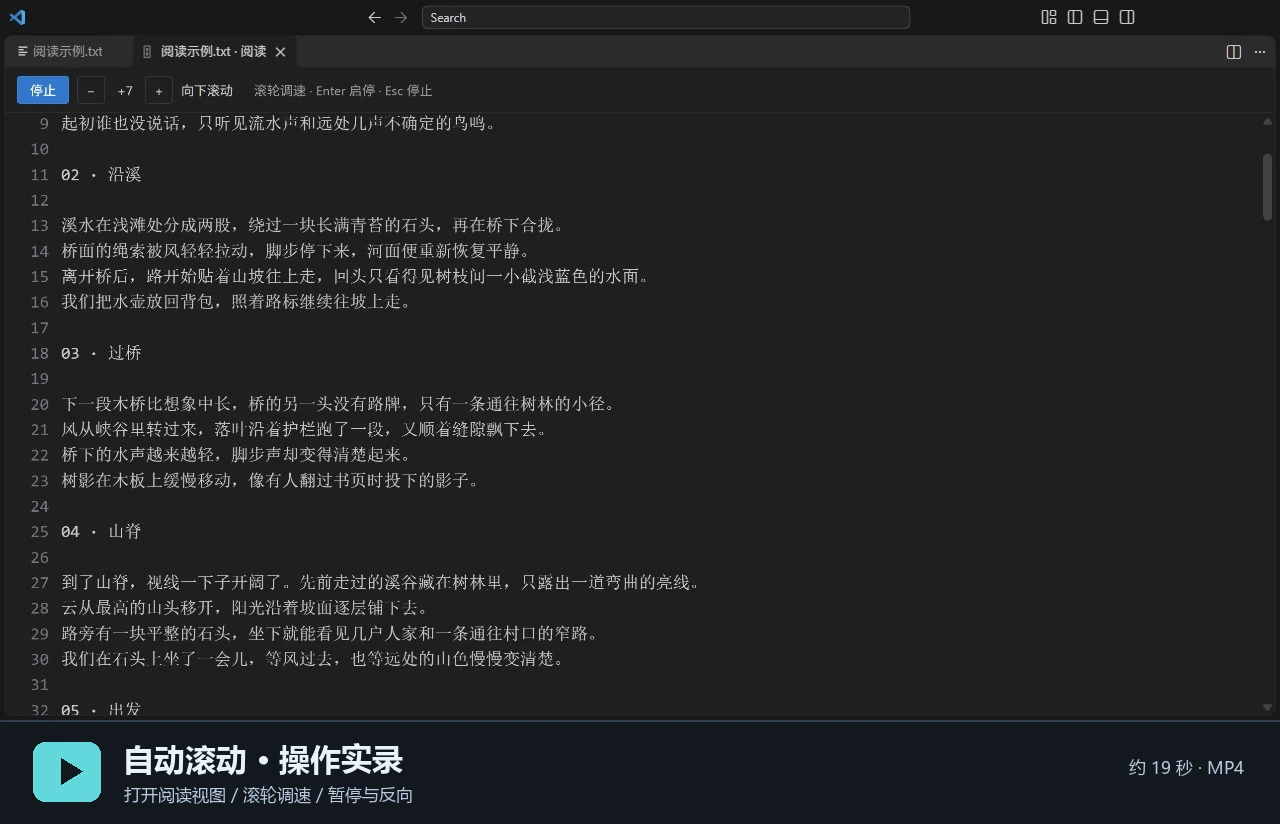 Search
阅读示例.txt
阅读示例.txt · 阅读
停止 − +7 + 向下滚动 滚轮调速 · Enter 启停 · Esc 停止
9 起初谁也没说话，只听见流水声和远处几声不确定的鸟鸣。
10
11 02 · 沿溪
12
13 溪水在浅滩处分成两股，绕过一块长满青苔的石头，再在桥下合拢。
14 桥面的绳索被风轻轻拉动，脚步停下来，河面便重新恢复平静。
15 离开桥后，路开始贴着山坡往上走，回头只看得见树枝间一小截浅蓝色的水面。
16 我们把水壶放回背包，照着路标继续往坡上走。
17
18 03 · 过桥
19
20 下一段木桥比想象中长，桥的另一头没有路牌，只有一条通往树林的小径。
21 风从峡谷里转过来，落叶沿着护栏跑了一段，又顺着缝隙飘下去。
22 桥下的水声越来越轻，脚步声却变得清楚起来。
23 树影在木板上缓慢移动，像有人翻过书页时投下的影子。
24
25 04 · 山脊
26
27 到了山脊，视线一下子开阔了。先前走过的溪谷藏在树林里，只露出一道弯曲的亮线。
28 云从最高的山头移开，阳光沿着坡面逐层铺下去。
29 路旁有一块平整的石头，坐下就能看见几户人家和一条通往村口的窄路。
30 我们在石头上坐了一会儿，等风过去，也等远处的山色慢慢变清楚。
31
32 05 · 出发
自动滚动 • 操作实录
打开阅读视图 / 滚轮调速 / 暂停与反向
约 19 秒 · MP4